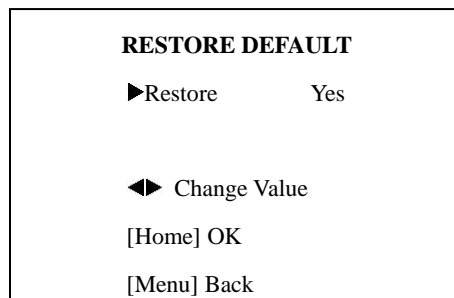 RESTORE DEFAULT
▶Restore Yes
◀▶ Change Value
[Home] OK
[Menu] Back